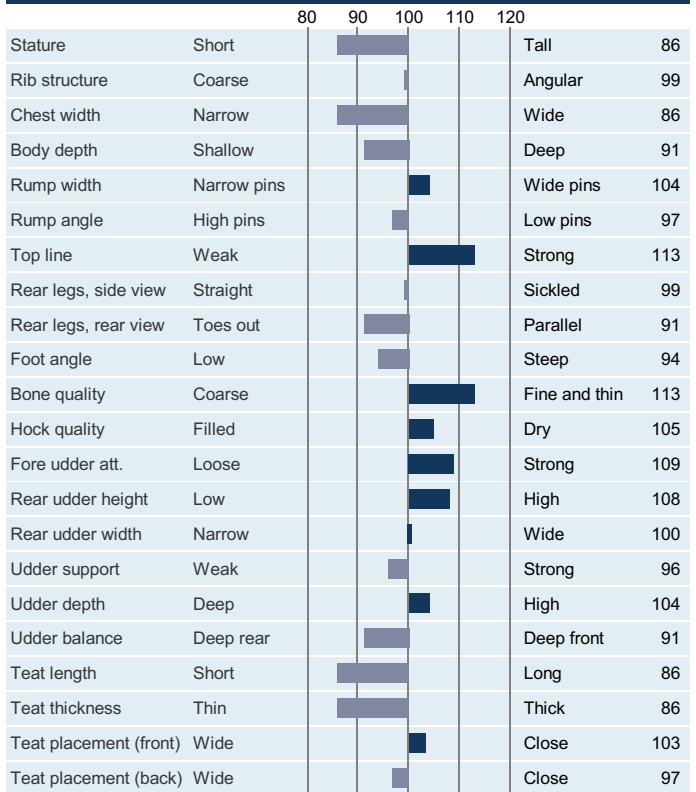 80 90 100 110 120
Stature Short Tall 86
Rib structure Coarse Angular 99
Chest width Narrow Wide 86
Body depth Shallow Deep 91
Rump width Narrow pins Wide pins 104
Rump angle High pins Low pins 97
Top line Weak Strong 113
Rear legs, side view Straight Sickled 99
Rear legs, rear view Toes out Parallel 91
Foot angle Low Steep 94
Bone quality Coarse Fine and thin 113
Hock quality Filled Dry 105
Fore udder att. Loose Strong 109
Rear udder height Low High 108
Rear udder width Narrow Wide 100
Udder support Weak Strong 96
Udder depth Deep High 104
Udder balance Deep rear Deep front 91
Teat length Short Long 86
Teat thickness Thin Thick 86
Teat placement (front) Wide Close 103
Teat placement (back) Wide Close 97